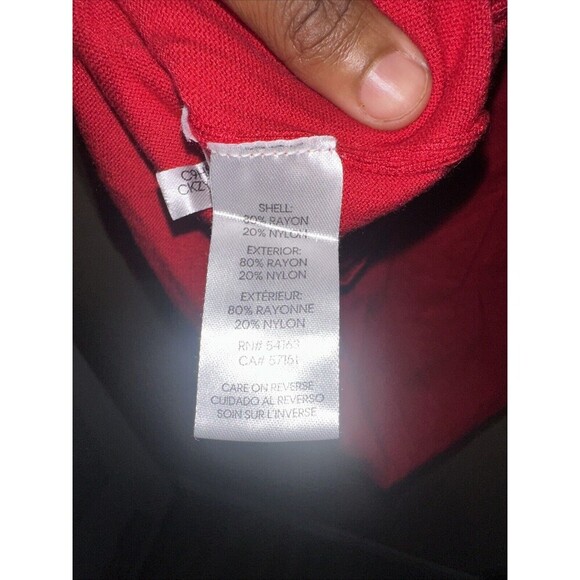 SHELL:
80% RAYON
20% NYLON
EXTERIOR:
80% RAYON
20% NYLON
EXTÉRIEUR:
80% RAYONNE
20% NYLON
RN# 54163
CA# 57151
CARE ON REVERSE
CUIDADO AL REVERSO
SOIN SUR L'INVERSE